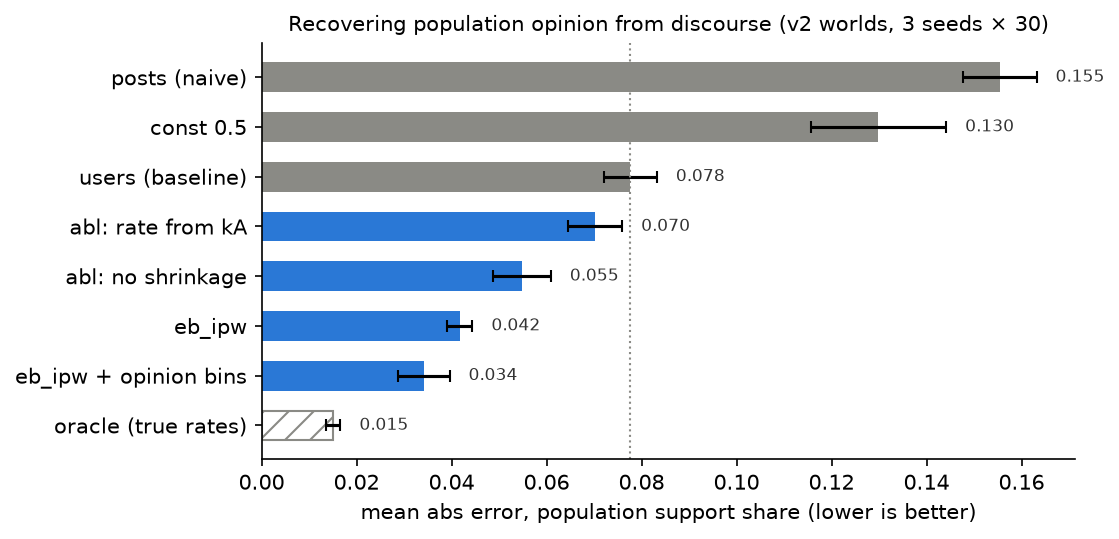 Recovering population opinion from discourse (v2 worlds, 3 seeds × 30)
posts (naive) 0.155
const 0.5 0.130
users (baseline) 0.078
abl: rate from kA 0.070
abl: no shrinkage 0.055
eb_ipw 0.042
eb_ipw + opinion bins 0.034
oracle (true rates) 0.015
0.00 0.02 0.04 0.06 0.08 0.10 0.12 0.14 0.16
mean abs error, population support share (lower is better)